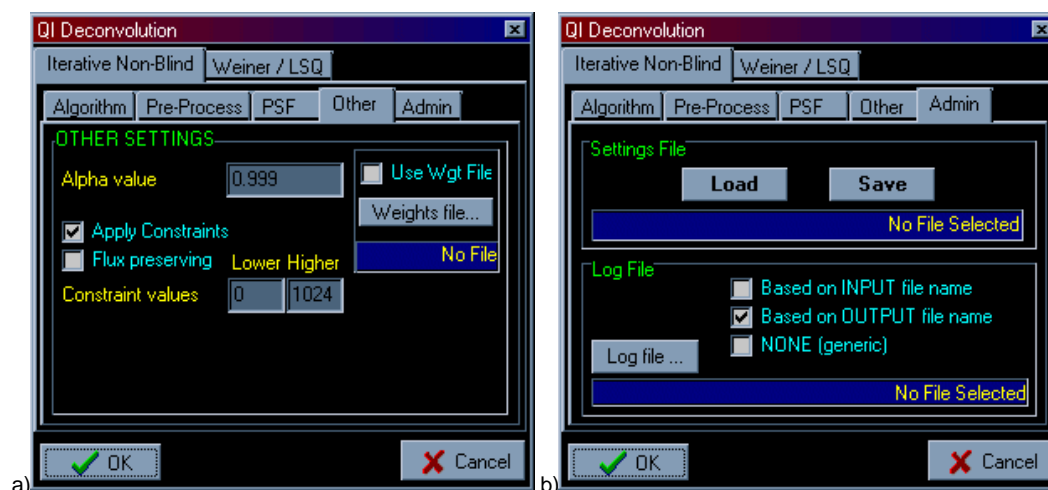 QI Deconvolution
Iterative Non-Blind Weiner / LSQ
Algorithm Pre-Process PSF Other Admin
OTHER SETTINGS
Alpha value 0.999
Use Wgt File
Weights file...
No File
Apply Constraints
Flux preserving
Lower Higher
Constraint values 0 1024
OK Cancel
a)
QI Deconvolution
Iterative Non-Blind Weiner / LSQ
Algorithm Pre-Process PSF Other Admin
Settings File
Load Save
No File Selected
Log File
Based on INPUT file name
Based on OUTPUT file name
NONE (generic)
Log file ...
No File Selected
OK Cancel
b)